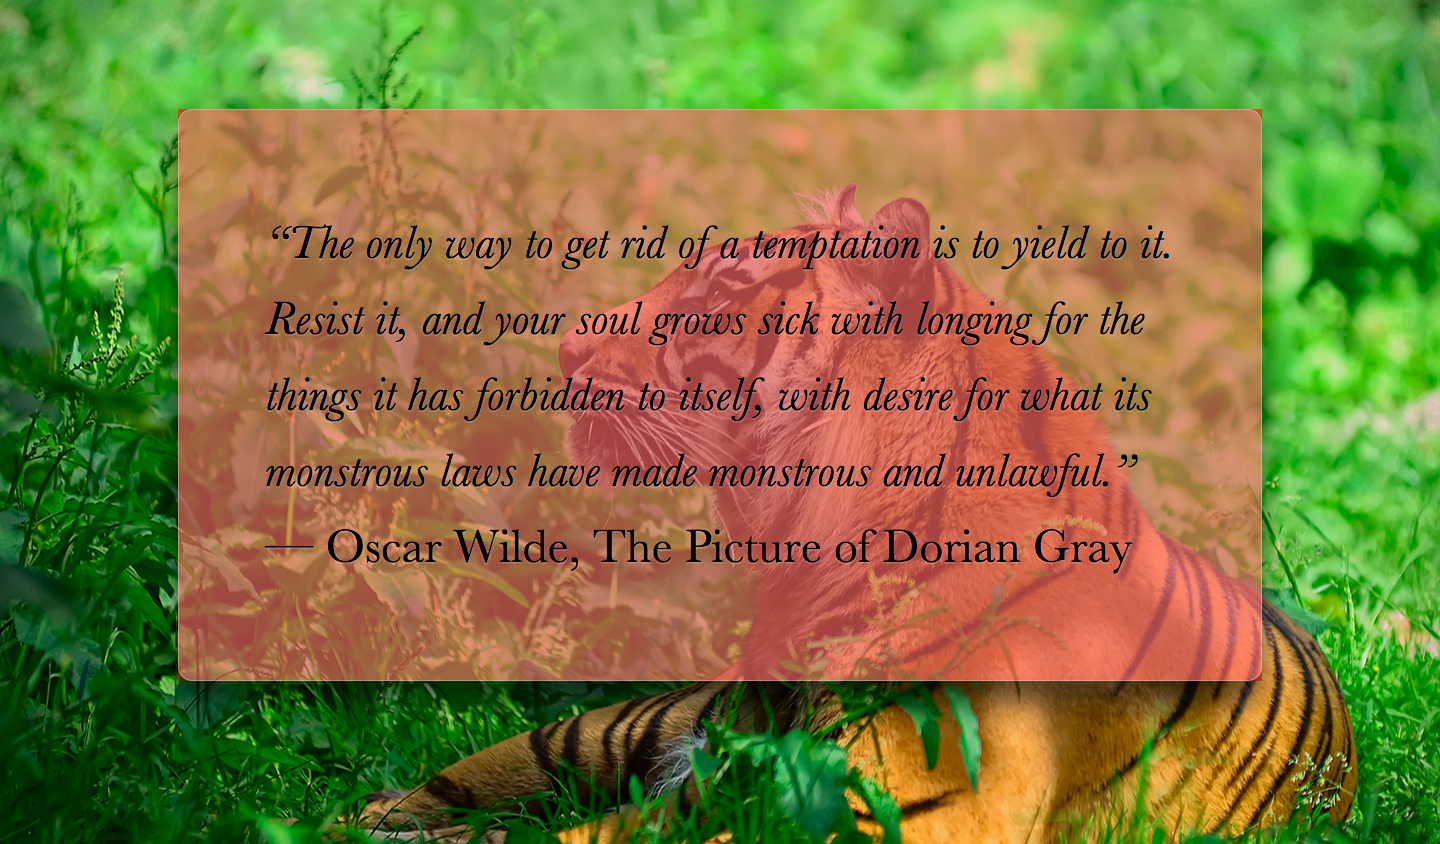 “The only way to get rid of a temptation is to yield to it.
Resist it, and your soul grows sick with longing for the
things it has forbidden to itself, with desire for what its
monstrous laws have made monstrous and unlawful.”
— Oscar Wilde, The Picture of Dorian Gray